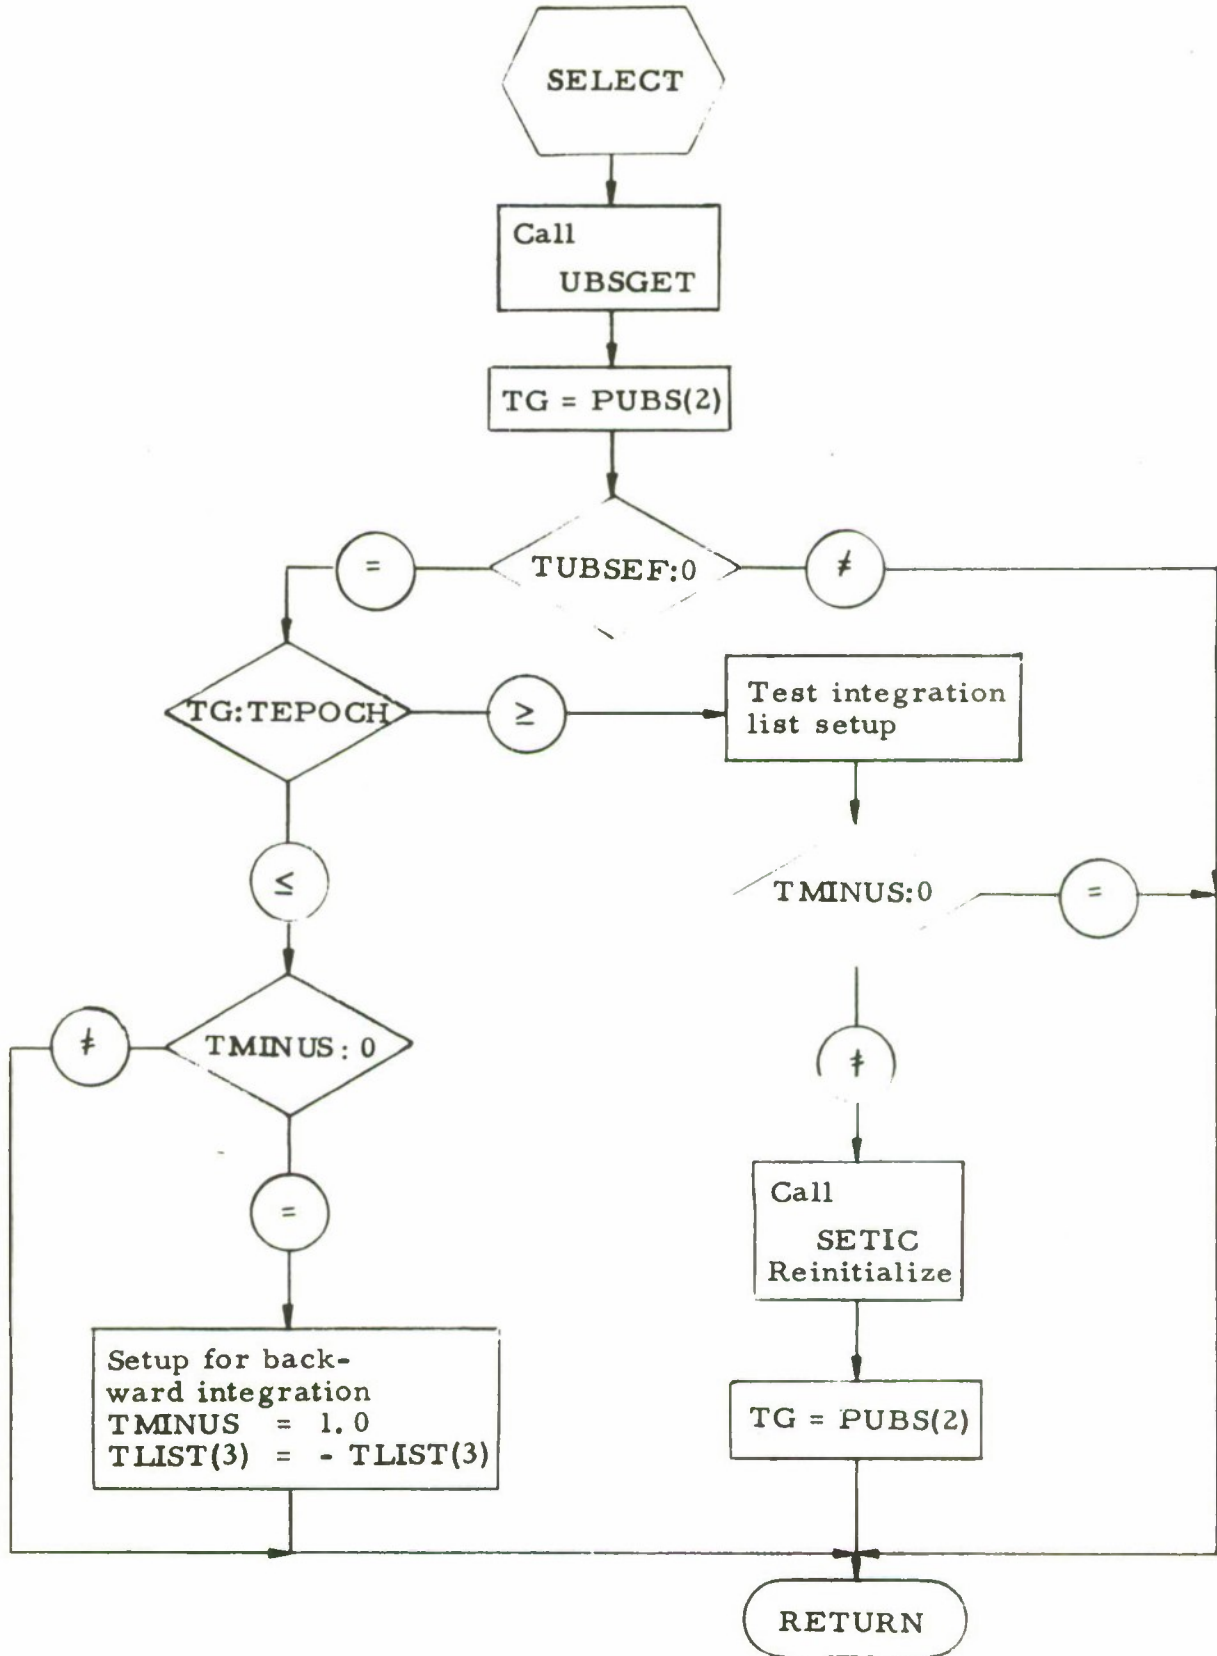 SELECT
Call
UBSGET
TG = PUBS(2)
=
TUBSEF:0
≠
TG:TEPOCH
≥
Test integration
list setup
≤
TMINUS:0
=
≠
TMINUS: 0
≠
=
Call
SETIC
Reinitialize
Setup for back-
ward integration
TMINUS = 1.0
TLIST(3) = - TLIST(3)
TG = PUBS(2)
RETURN